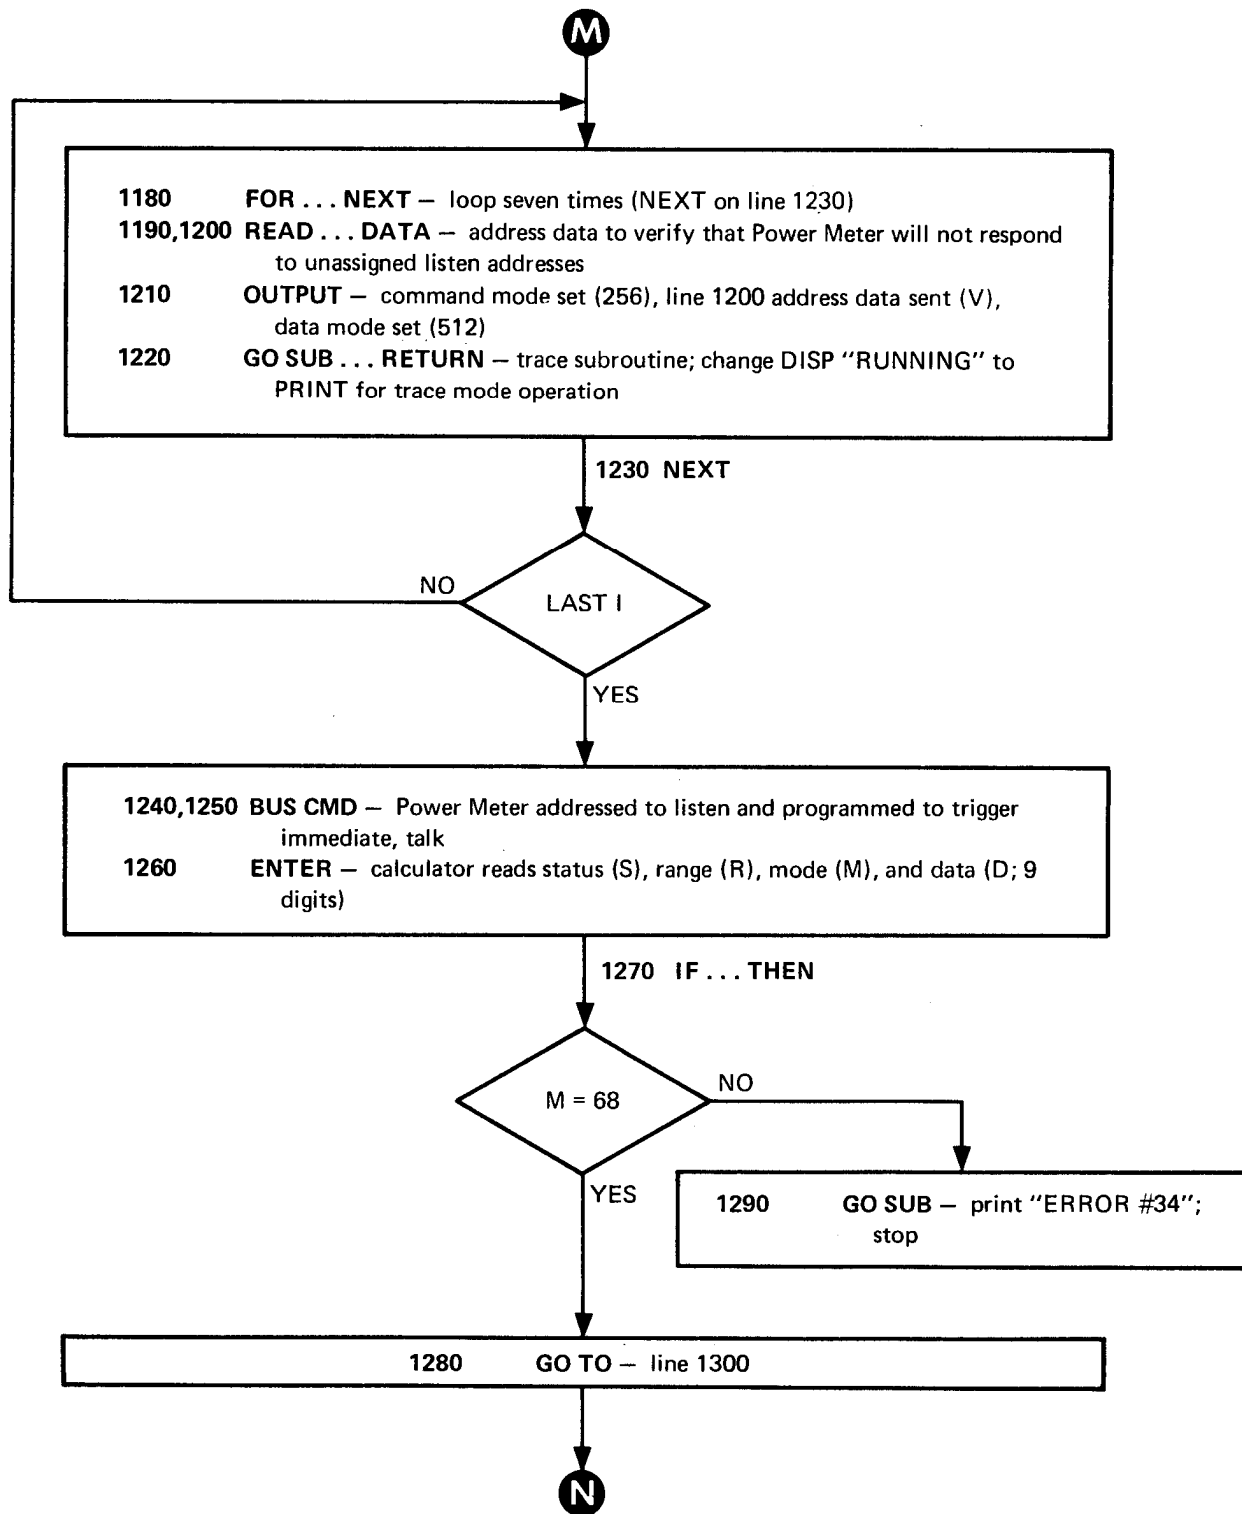 M
1180 FOR . . . NEXT — loop seven times (NEXT on line 1230)
1190,1200 READ . . . DATA — address data to verify that Power Meter will not respond
to unassigned listen addresses
1210 OUTPUT — command mode set (256), line 1200 address data sent (V),
data mode set (512)
1220 GO SUB . . . RETURN — trace subroutine; change DISP "RUNNING" to
PRINT for trace mode operation
1230 NEXT
NO
LAST I
YES
1240,1250 BUS CMD — Power Meter addressed to listen and programmed to trigger
immediate, talk
1260 ENTER — calculator reads status (S), range (R), mode (M), and data (D; 9
digits)
1270 IF . . . THEN
NO
M = 68
YES
1290 GO SUB — print "ERROR #34";
stop
1280 GO TO — line 1300
N